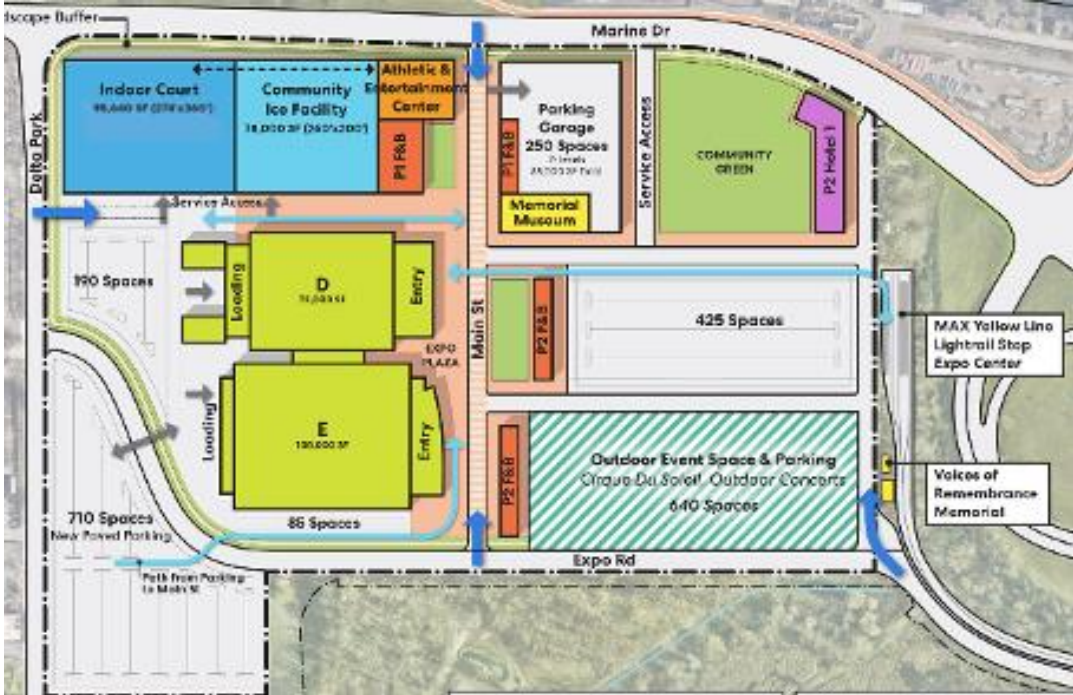 dscape Buffer
Marine Dr
Delta Park
Indoor Court
Community
Ice Facility
Athletic &
Entertainment
Center
P1 F&B
P1 F&B
Parking
Garage
250 Spaces
Memorial
Museum
Service Access
COMMUNITY
GREEN
P2 Hotel 1
Service Access
190 Spaces
Loading
D
Entry
Main St
P2 F&B
425 Spaces
MAX Yellow Line
Lightrail Stop
Expo Center
EXPO
PLAZA
Loading
E
Entry
P2 F&B
Outdoor Event Space & Parking
Cirque Du Soleil, Outdoor Concerts
640 Spaces
Voices of
Remembrance
Memorial
710 Spaces
New Paved Parking
85 Spaces
Expo Rd
Path From Parking
to Main St